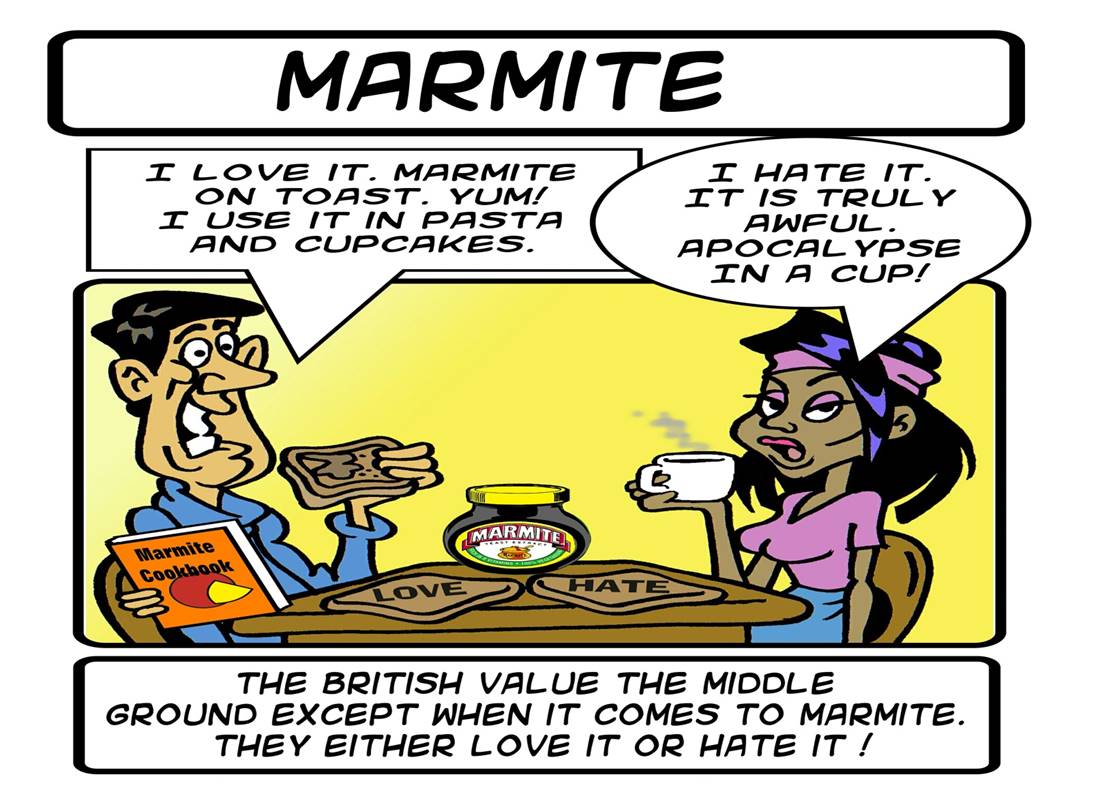 MARMITE
I LOVE IT. MARMITE
ON TOAST. YUM!
I USE IT IN PASTA
AND CUPCAKES.
I HATE IT.
IT IS TRULY
AWFUL.
APOCALYPSE
IN A CUP!
Marmite
Cookbook
MARMITE
YEAST EXTRACT
LOVE
HATE
THE BRITISH VALUE THE MIDDLE
GROUND EXCEPT WHEN IT COMES TO MARMITE.
THEY EITHER LOVE IT OR HATE IT !